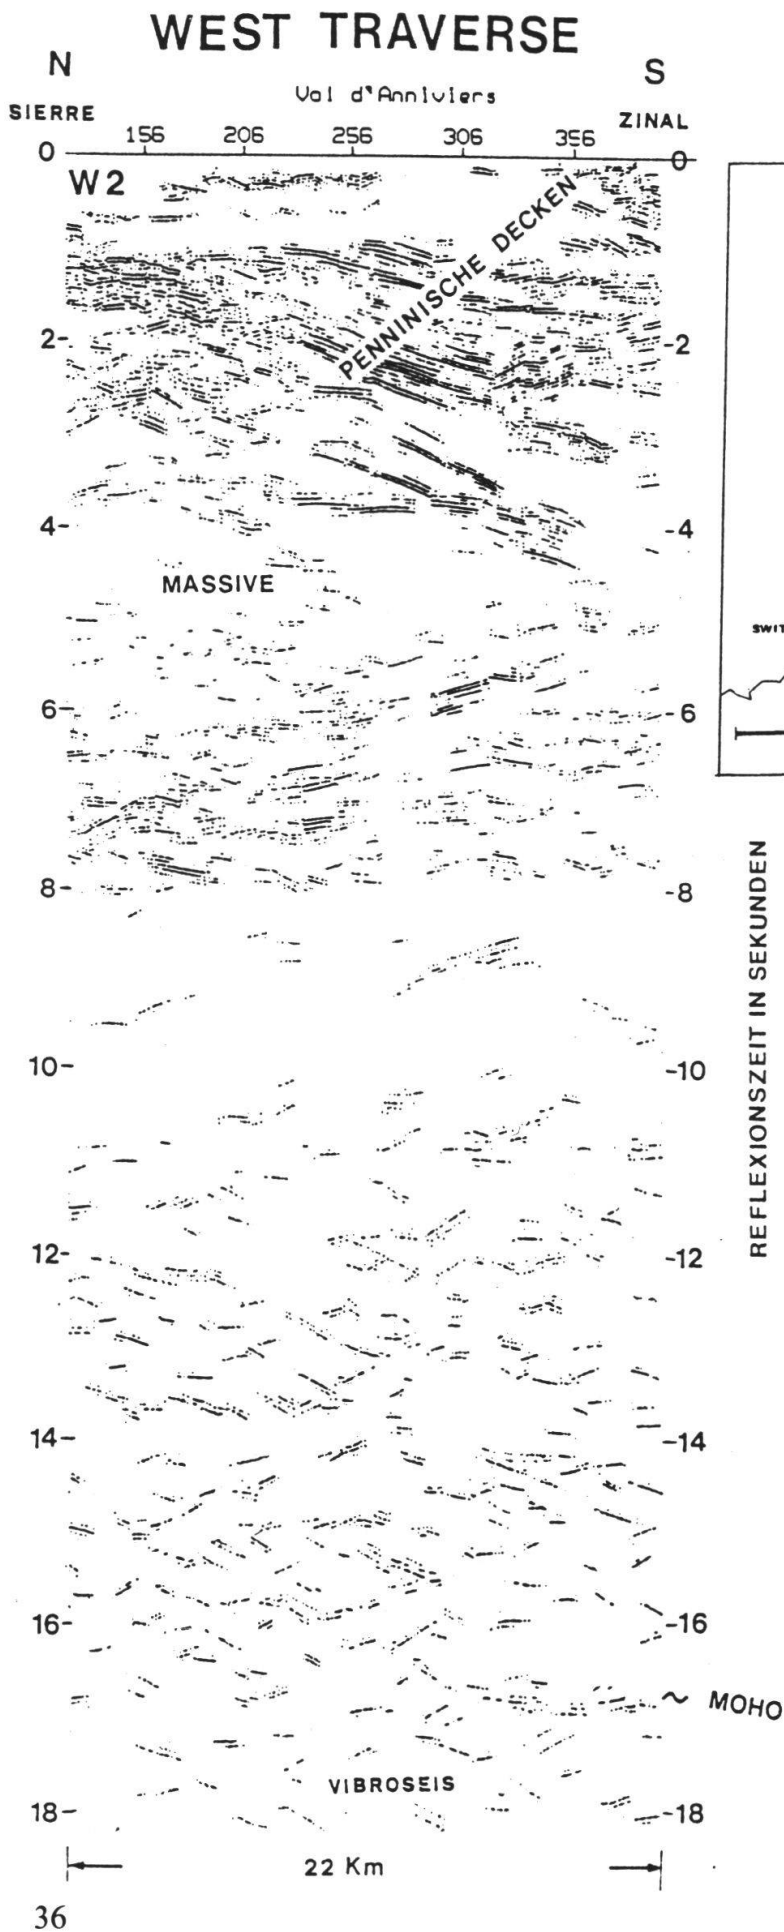 WEST TRAVERSE
N S
Val d'Anniviers
SIERRE ZINAL
156 206 256 306 356
0 0
W2
PENNINISCHE DECKEN
2- -2
4- -4
MASSIVE
SWIT
6- -6
8- -8
REFLEXIONSZEIT IN SEKUNDEN
10- -10
12- -12
14- -14
16- -16
~ MOHO
VIBROSEIS
18- -18
22 Km
36